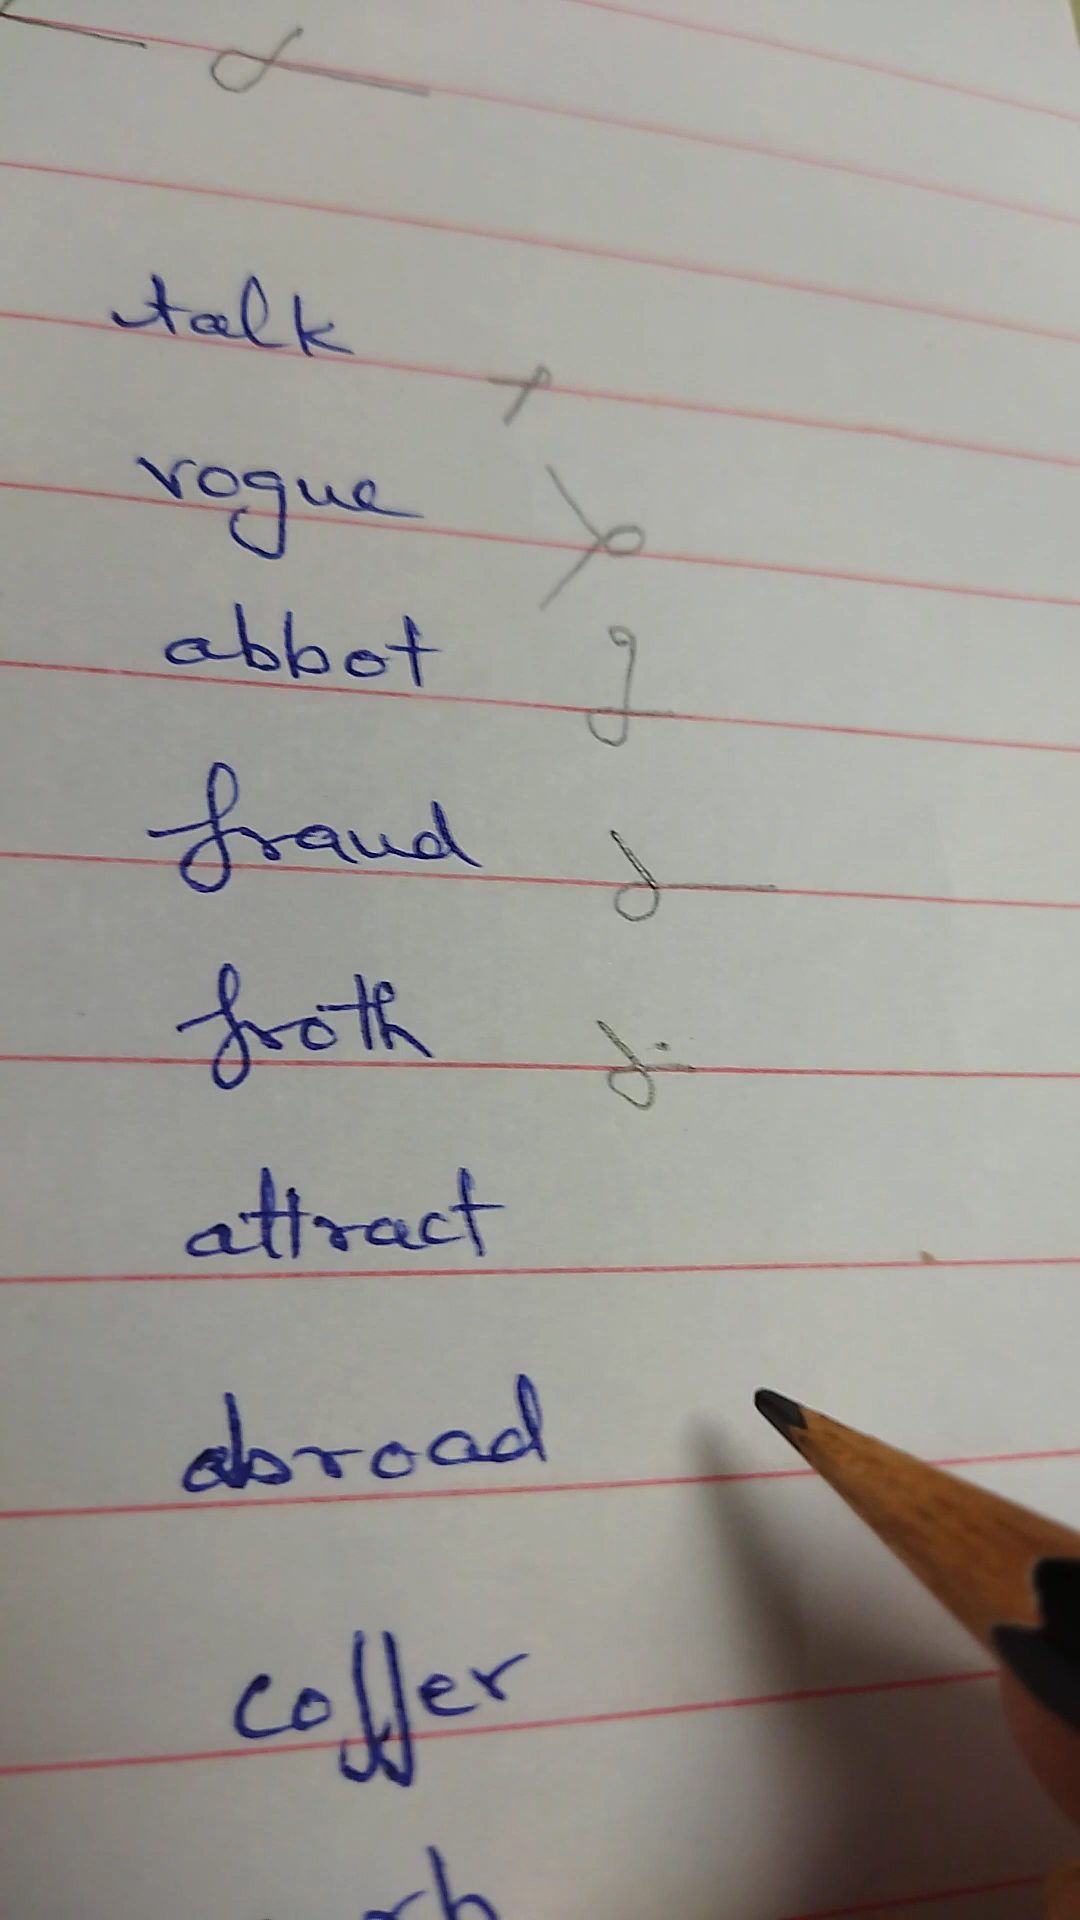 talk
vogue
abbot
fraud
froth
attract
abroad
coffer